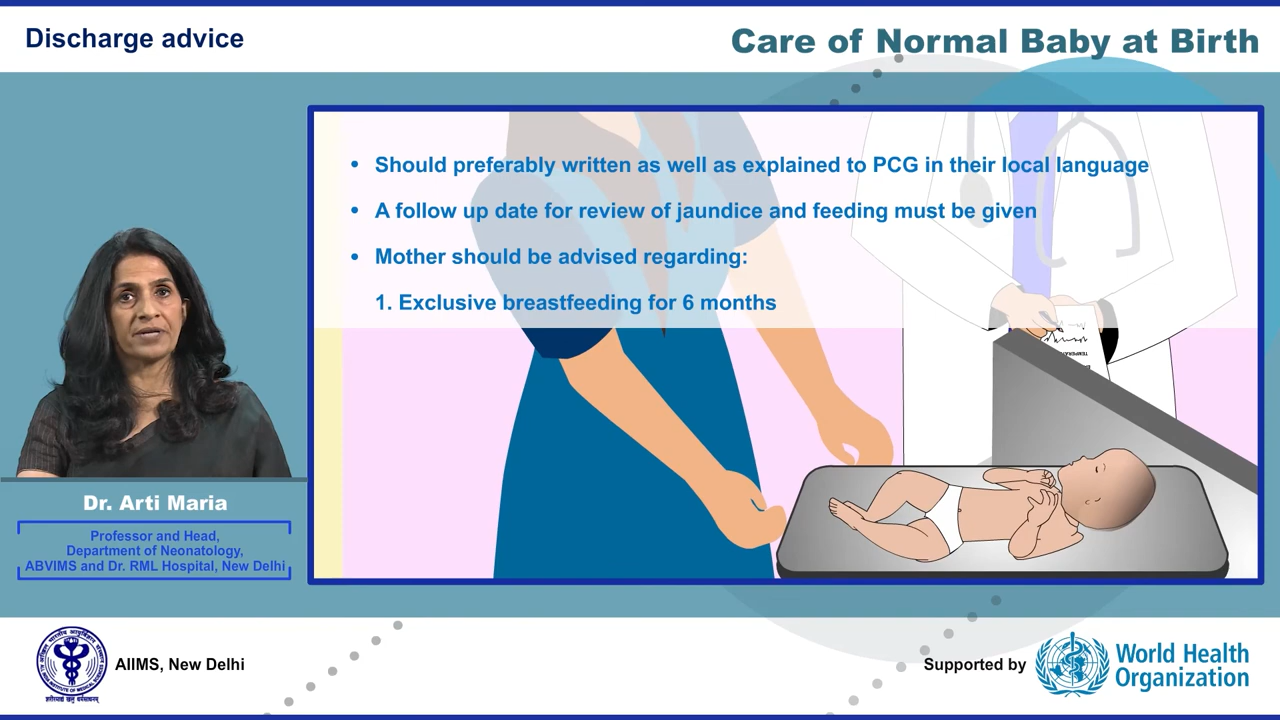 Discharge advice
Care of Normal Baby at Birth
• Should preferably written as well as explained to PCG in their local language
• A follow up date for review of jaundice and feeding must be given
• Mother should be advised regarding:
1. Exclusive breastfeeding for 6 months
Dr. Arti Maria
Professor and Head,
Department of Neonatology,
ABVIMS and Dr. RML Hospital, New Delhi
AIIMS, New Delhi
Supported by
World Health
Organization